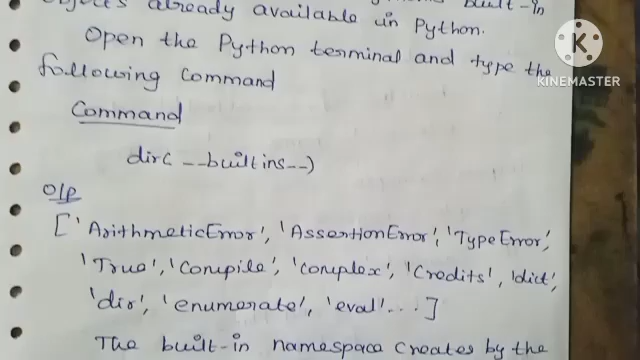 objects already available in Python.
Open the Python terminal and type the
following Command
Command
dir( __builtins__)
O/p
['ArithmeticError', 'AssertionError', 'TypeError',
'True', 'Compile', 'complex', 'Credits', 'dict',
'dir', 'enumerate', 'eval'...]
The built-in namespace creates by the
KINEMASTER